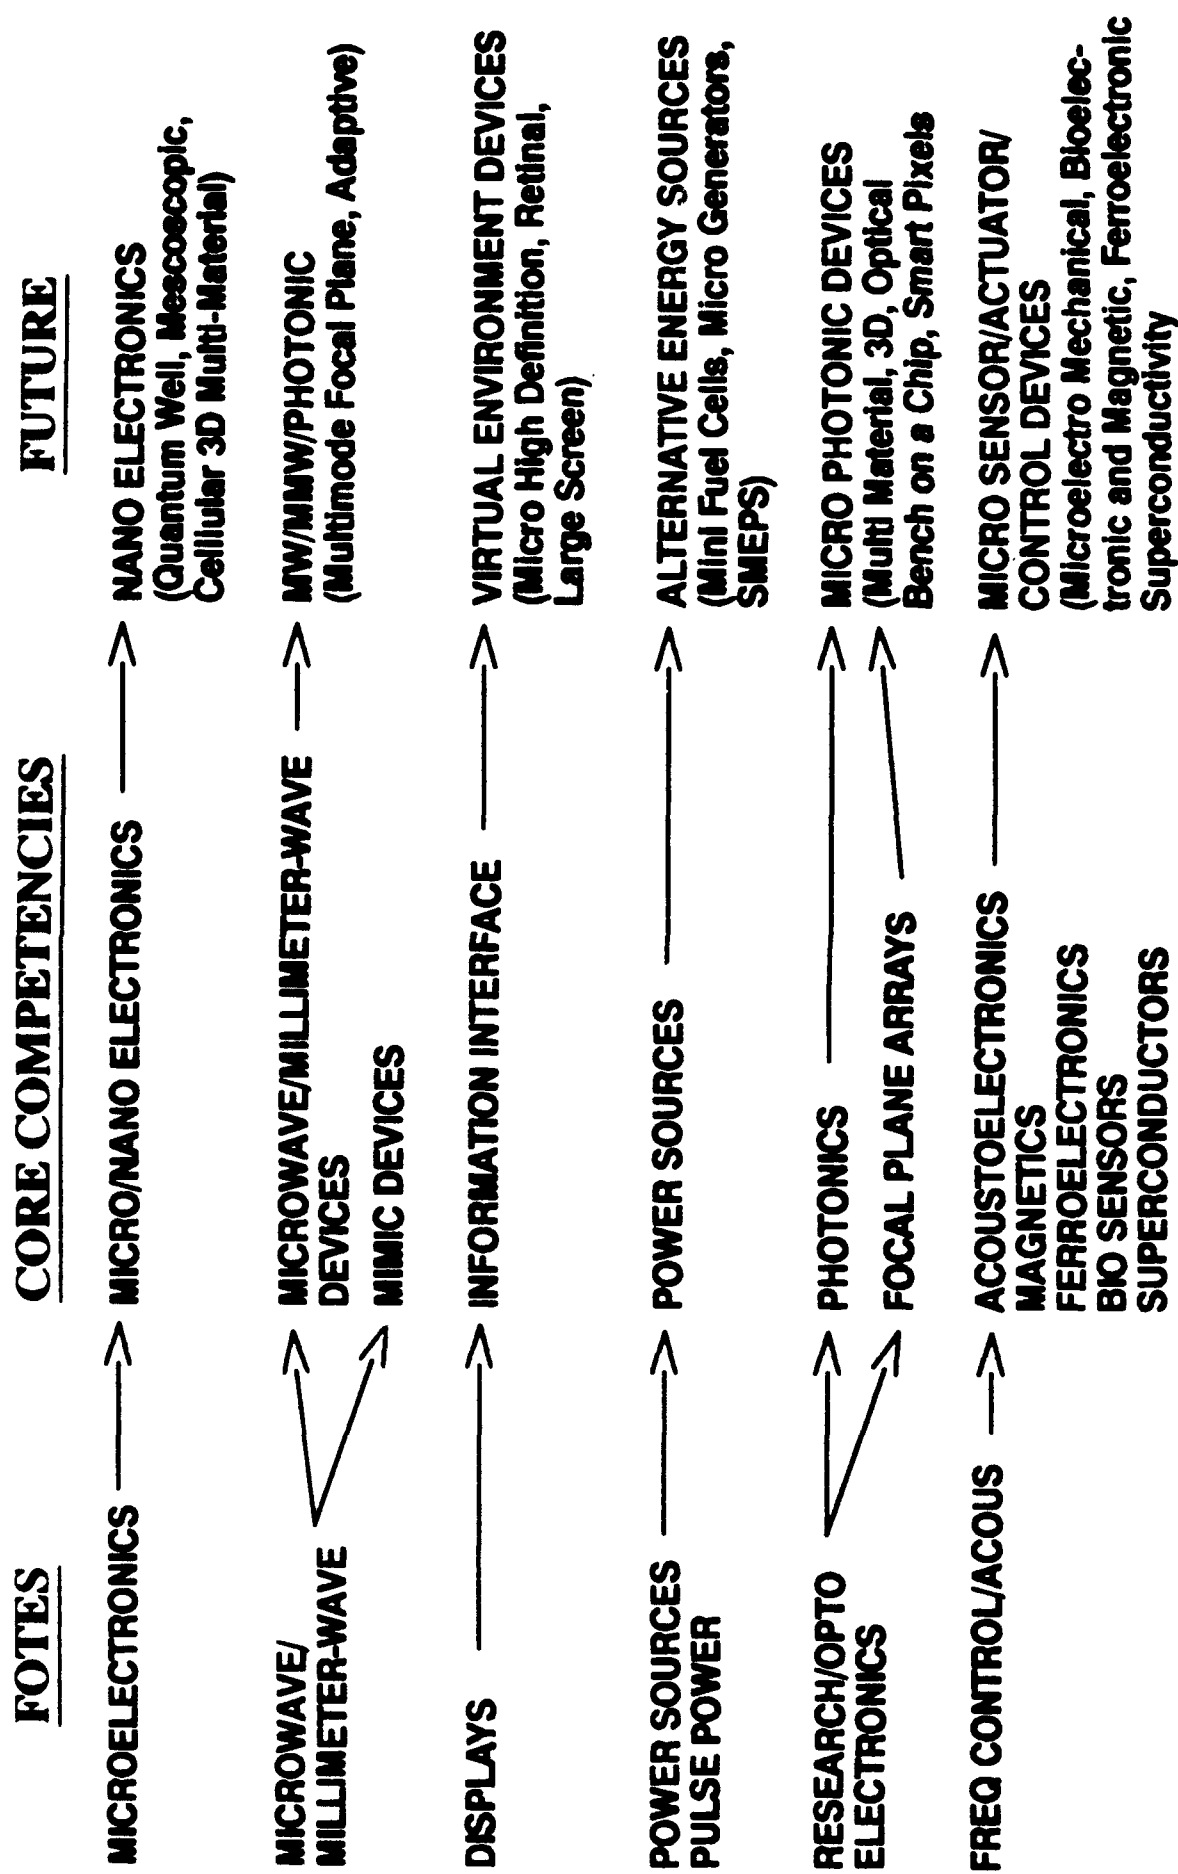 FOTES
CORE COMPETENCIES
FUTURE
MICROELECTRONICS
MICRO/NANO ELECTRONICS
NANO ELECTRONICS
(Quantum Well, Mescoscopic,
Celllular 3D Multi-Material)
MICROWAVE/
MILLIMETER-WAVE
MICROWAVE/MILLIMETER-WAVE
DEVICES
MIMIC DEVICES
MW/MMW/PHOTONIC
(Multimode Focal Plane, Adaptive)
DISPLAYS
INFORMATION INTERFACE
VIRTUAL ENVIRONMENT DEVICES
(Micro High Definition, Retinal,
Large Screen)
POWER SOURCES
PULSE POWER
POWER SOURCES
ALTERNATIVE ENERGY SOURCES
(Mini Fuel Cells, Micro Generators,
SMEPS)
RESEARCH/OPTO
ELECTRONICS
PHOTONICS
FOCAL PLANE ARRAYS
MICRO PHOTONIC DEVICES
(Multi Material, 3D, Optical
Bench on a Chip, Smart Pixels
FREQ CONTROL/ACOUS
ACOUSTOELECTRONICS
MAGNETICS
FERROELECTRONICS
BIO SENSORS
SUPERCONDUCTORS
MICRO SENSOR/ACTUATOR/
CONTROL DEVICES
(Microelectro Mechanical, Bioelec-
tronic and Magnetic, Ferroelectronic
Superconductivity